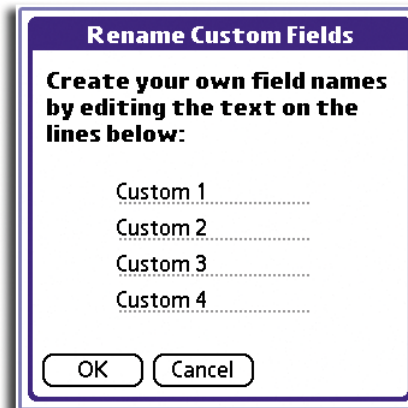 Rename Custom Fields
Create your own field names
by editing the text on the
lines below:
Custom 1
Custom 2
Custom 3
Custom 4
OK Cancel